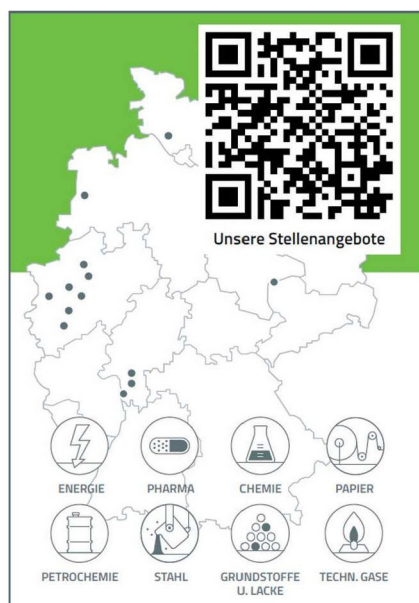 Unsere Stellenangebote
ENERGIE
PHARMA
CHEMIE
PAPIER
PETROCHEMIE
STAHL
GRUNDSTOFFE
U. LACKE
TECHN. GASE